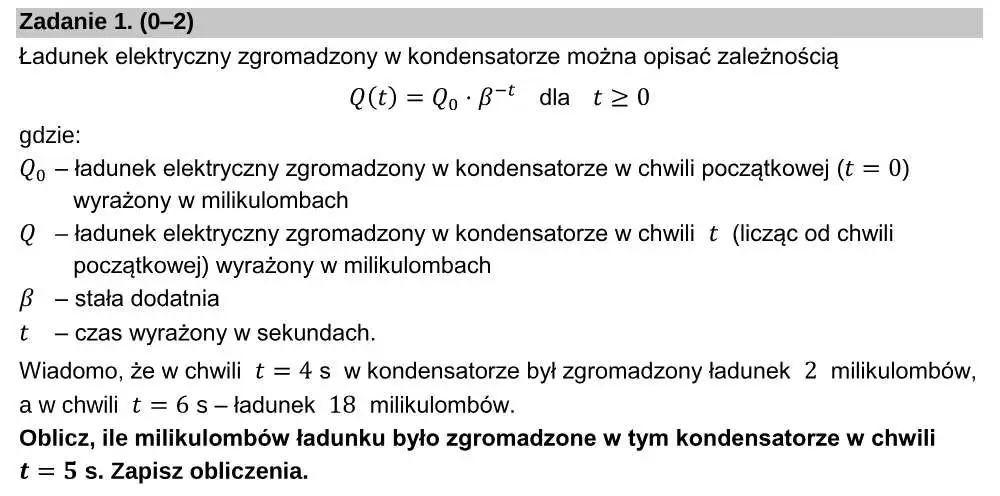 Zadanie 1. (0–2)
Ładunek elektryczny zgromadzony w kondensatorze można opisać zależnością
Q(t) = Q₀ · β⁻ᵗ dla t ≥ 0
gdzie:
Q₀ – ładunek elektryczny zgromadzony w kondensatorze w chwili początkowej (t = 0)
wyrażony w milikulombach
Q – ładunek elektryczny zgromadzony w kondensatorze w chwili t (licząc od chwili
początkowej) wyrażony w milikulombach
β – stała dodatnia
t – czas wyrażony w sekundach.
Wiadomo, że w chwili t = 4 s w kondensatorze był zgromadzony ładunek 2 milikulombów,
a w chwili t = 6 s – ładunek 18 milikulombów.
Oblicz, ile milikulombów ładunku było zgromadzone w tym kondensatorze w chwili
t = 5 s. Zapisz obliczenia.